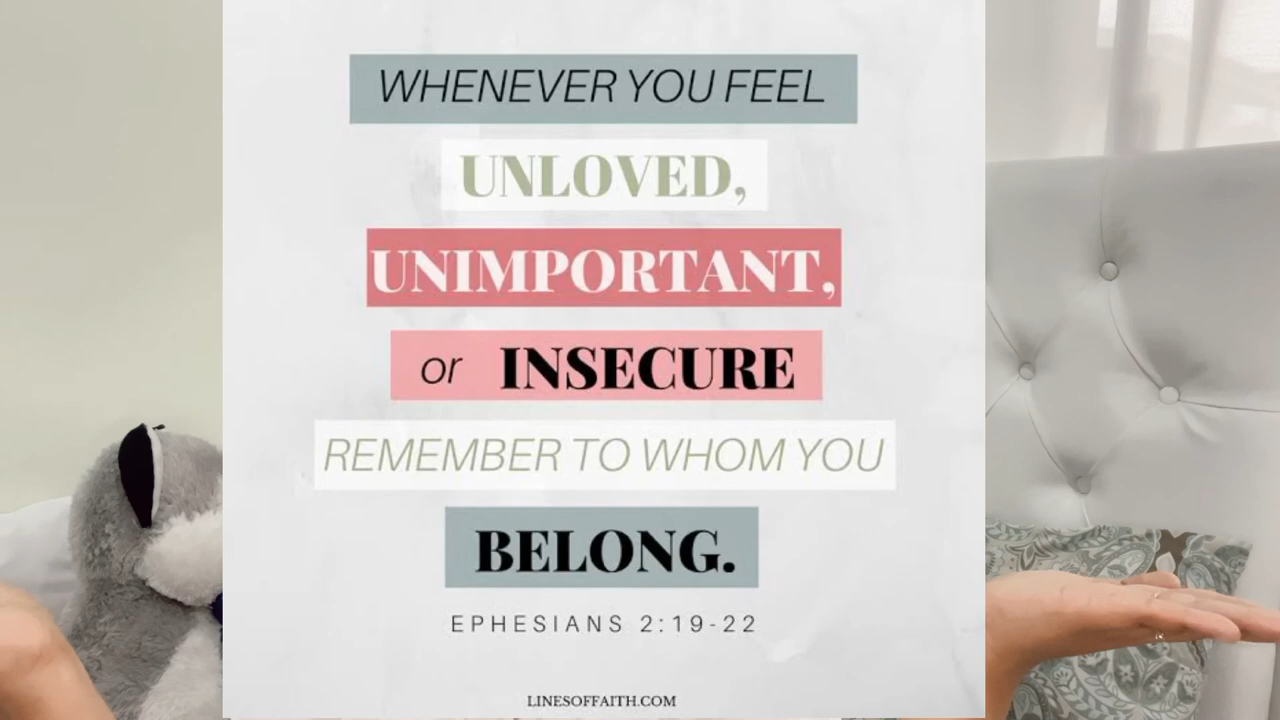 WHENEVER YOU FEEL
UNLOVED,
UNIMPORTANT,
or INSECURE
REMEMBER TO WHOM YOU
BELONG.
EPHESIANS 2:19-22
LINESOFFAITH.COM